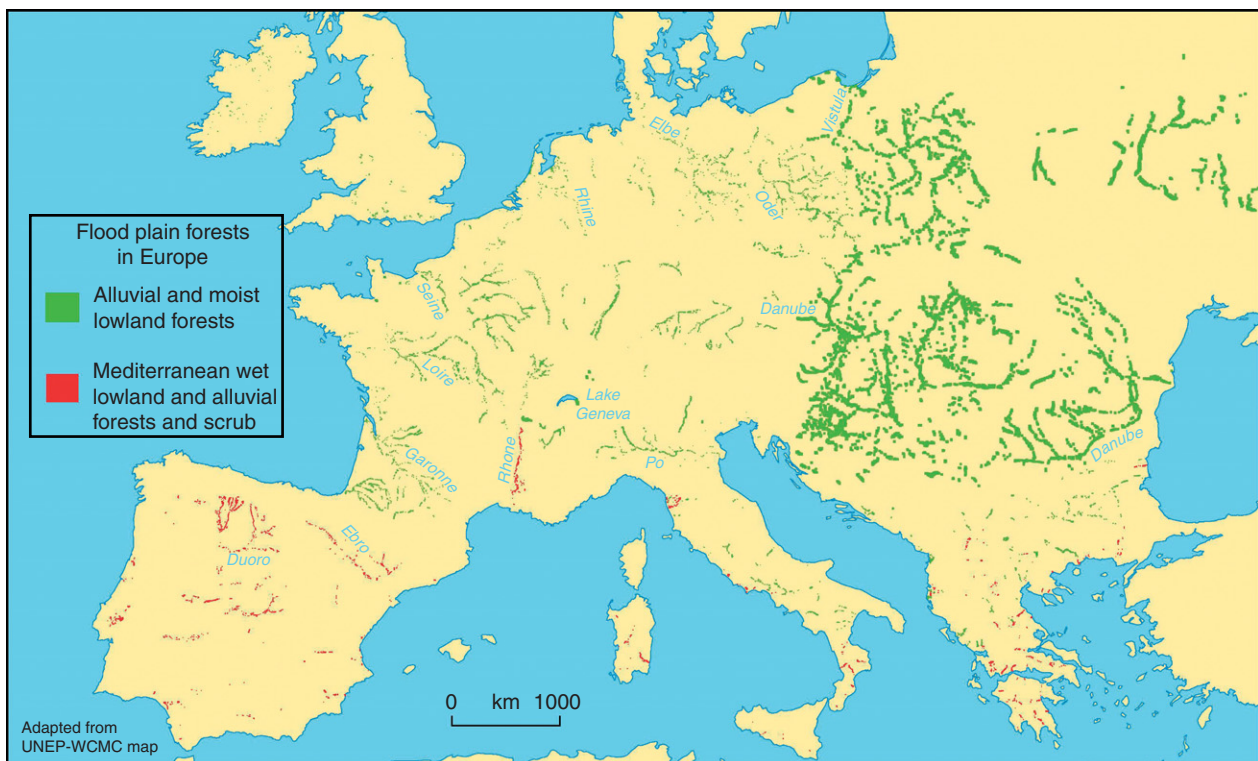 Flood plain forests
in Europe
Alluvial and moist
lowland forests
Mediterranean wet
lowland and alluvial
forests and scrub
Elbe
Vistula
Rhine
Oder
Seine
Danube
Loire
Lake
Geneva
Rhone
Po
Danube
Garonne
Ebro
Duoro
0 km 1000
Adapted from
UNEP-WCMC map